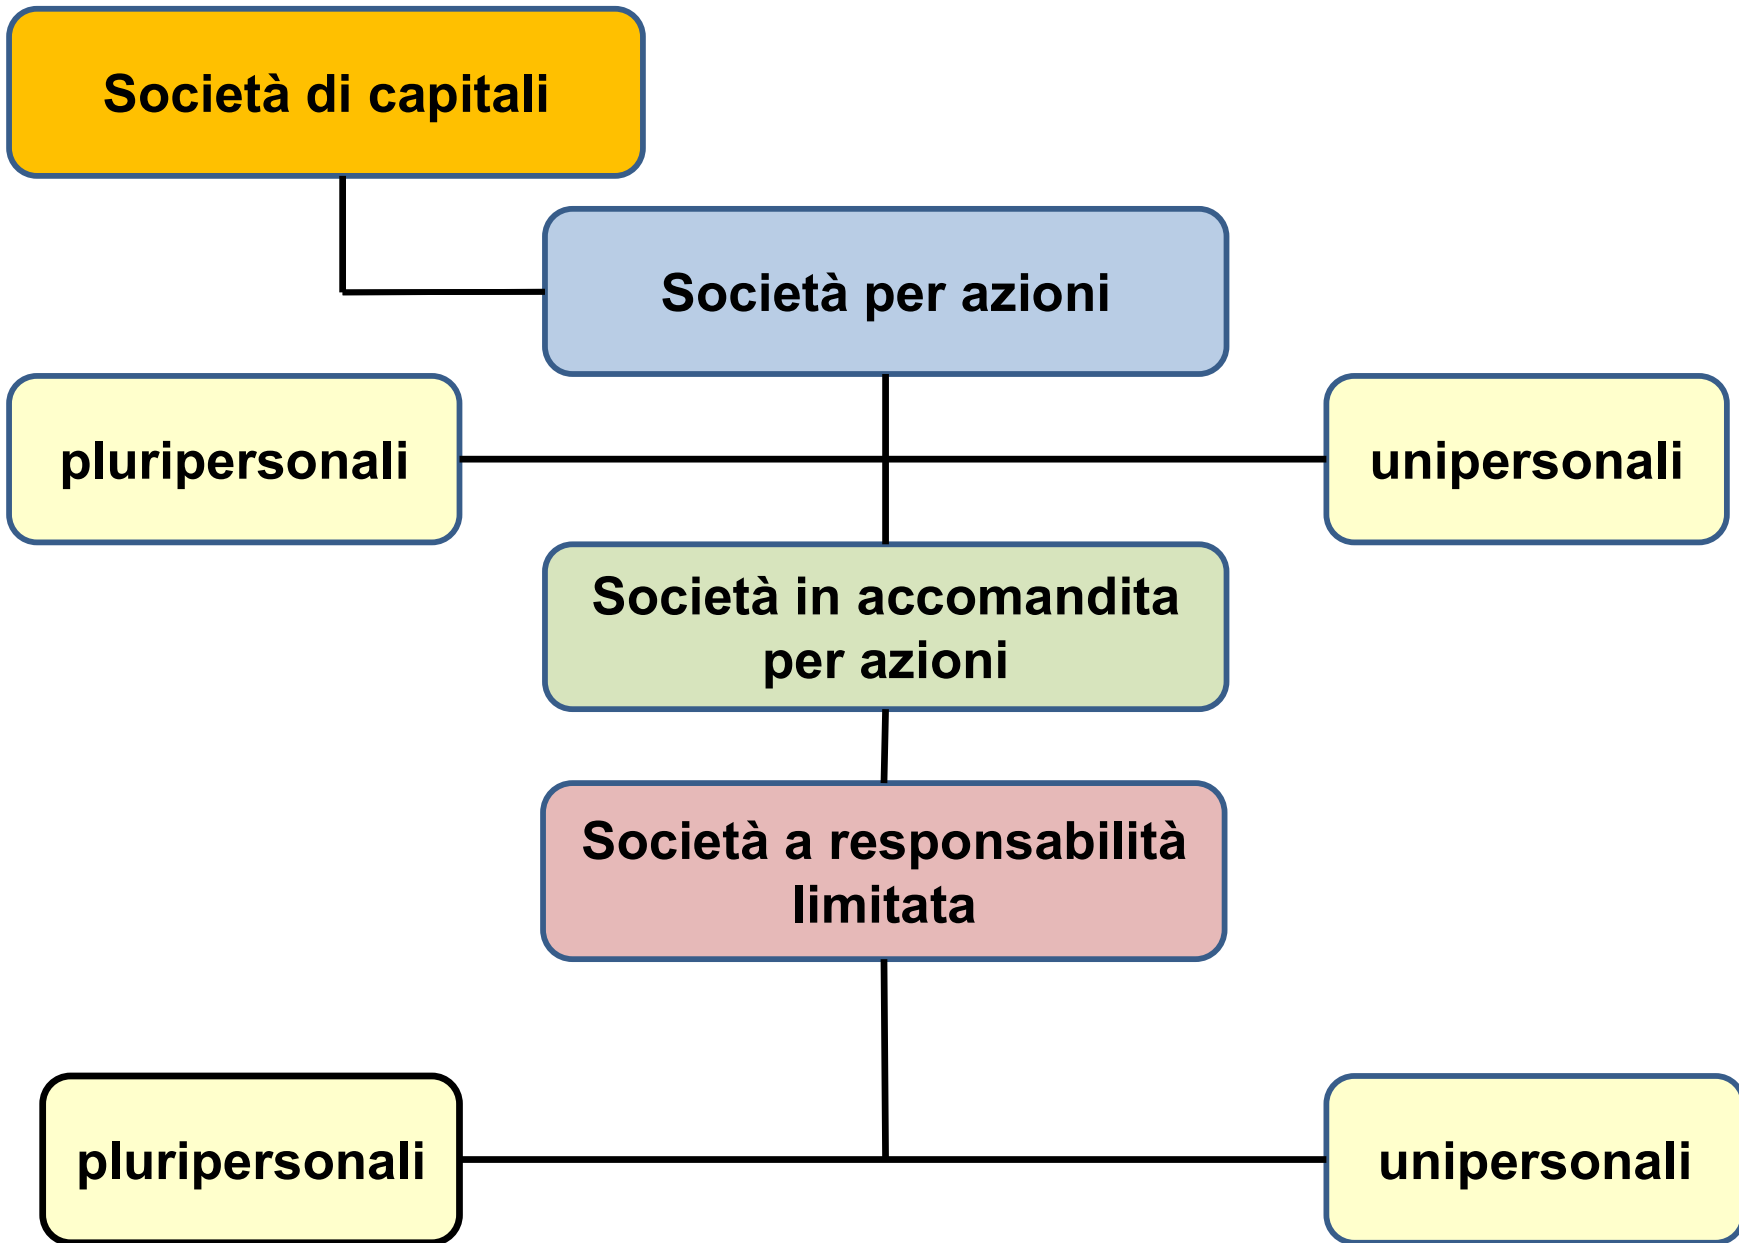 Società di capitali
Società per azioni
pluripersonali
unipersonali
Società in accomandita
per azioni
Società a responsabilità
limitata
pluripersonali
unipersonali